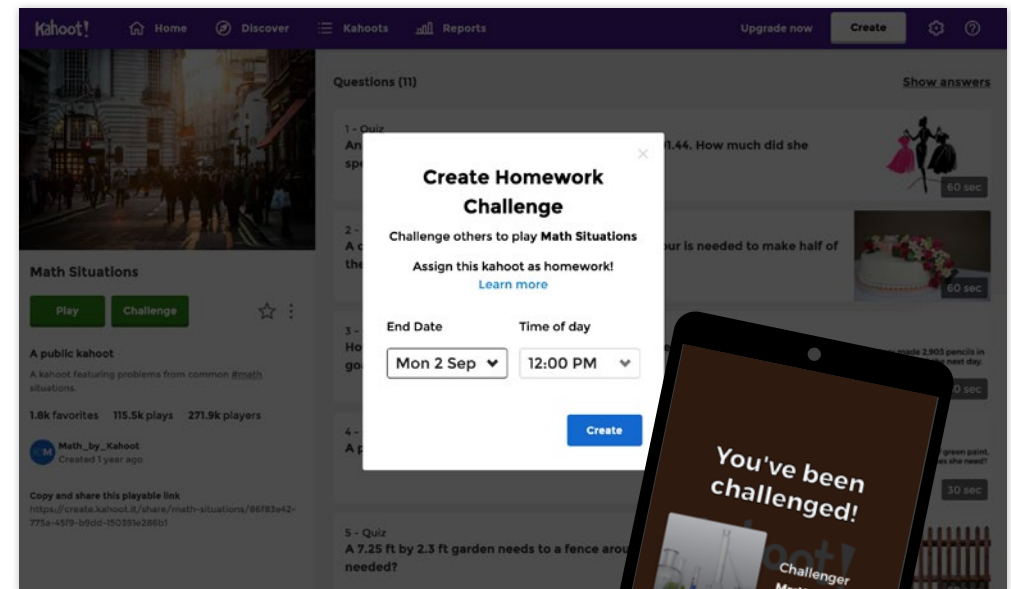 Kahoot!
Home
Discover
Kahoots
Reports
Upgrade now
Create
Questions (11)
Show answers
1 - Quiz
An
1.44. How much did she
spe
60 sec
2 -
A c
ur is needed to make half of
the
60 sec
3 -
Ho
goa
made 2,903 pencils in
next day.
0 sec
4 -
A p
green paint.
she need?
30 sec
5 - Quiz
A 7.25 ft by 2.3 ft garden needs to a fence arou
needed?
Math Situations
Play
Challenge
A public kahoot
A kahoot featuring problems from common #math
situations.
1.8k favorites 115.5k plays 271.9k players
Math_by_Kahoot
Created 1 year ago
Copy and share this playable link
https://create.kahoot.it/share/math-situations/86f83e42-
775a-45f9-b9dd-150391e286b1
Create Homework
Challenge
Challenge others to play Math Situations
Assign this kahoot as homework!
Learn more
End Date
Time of day
Mon 2 Sep
12:00 PM
Create
You've been
challenged!
Challenger